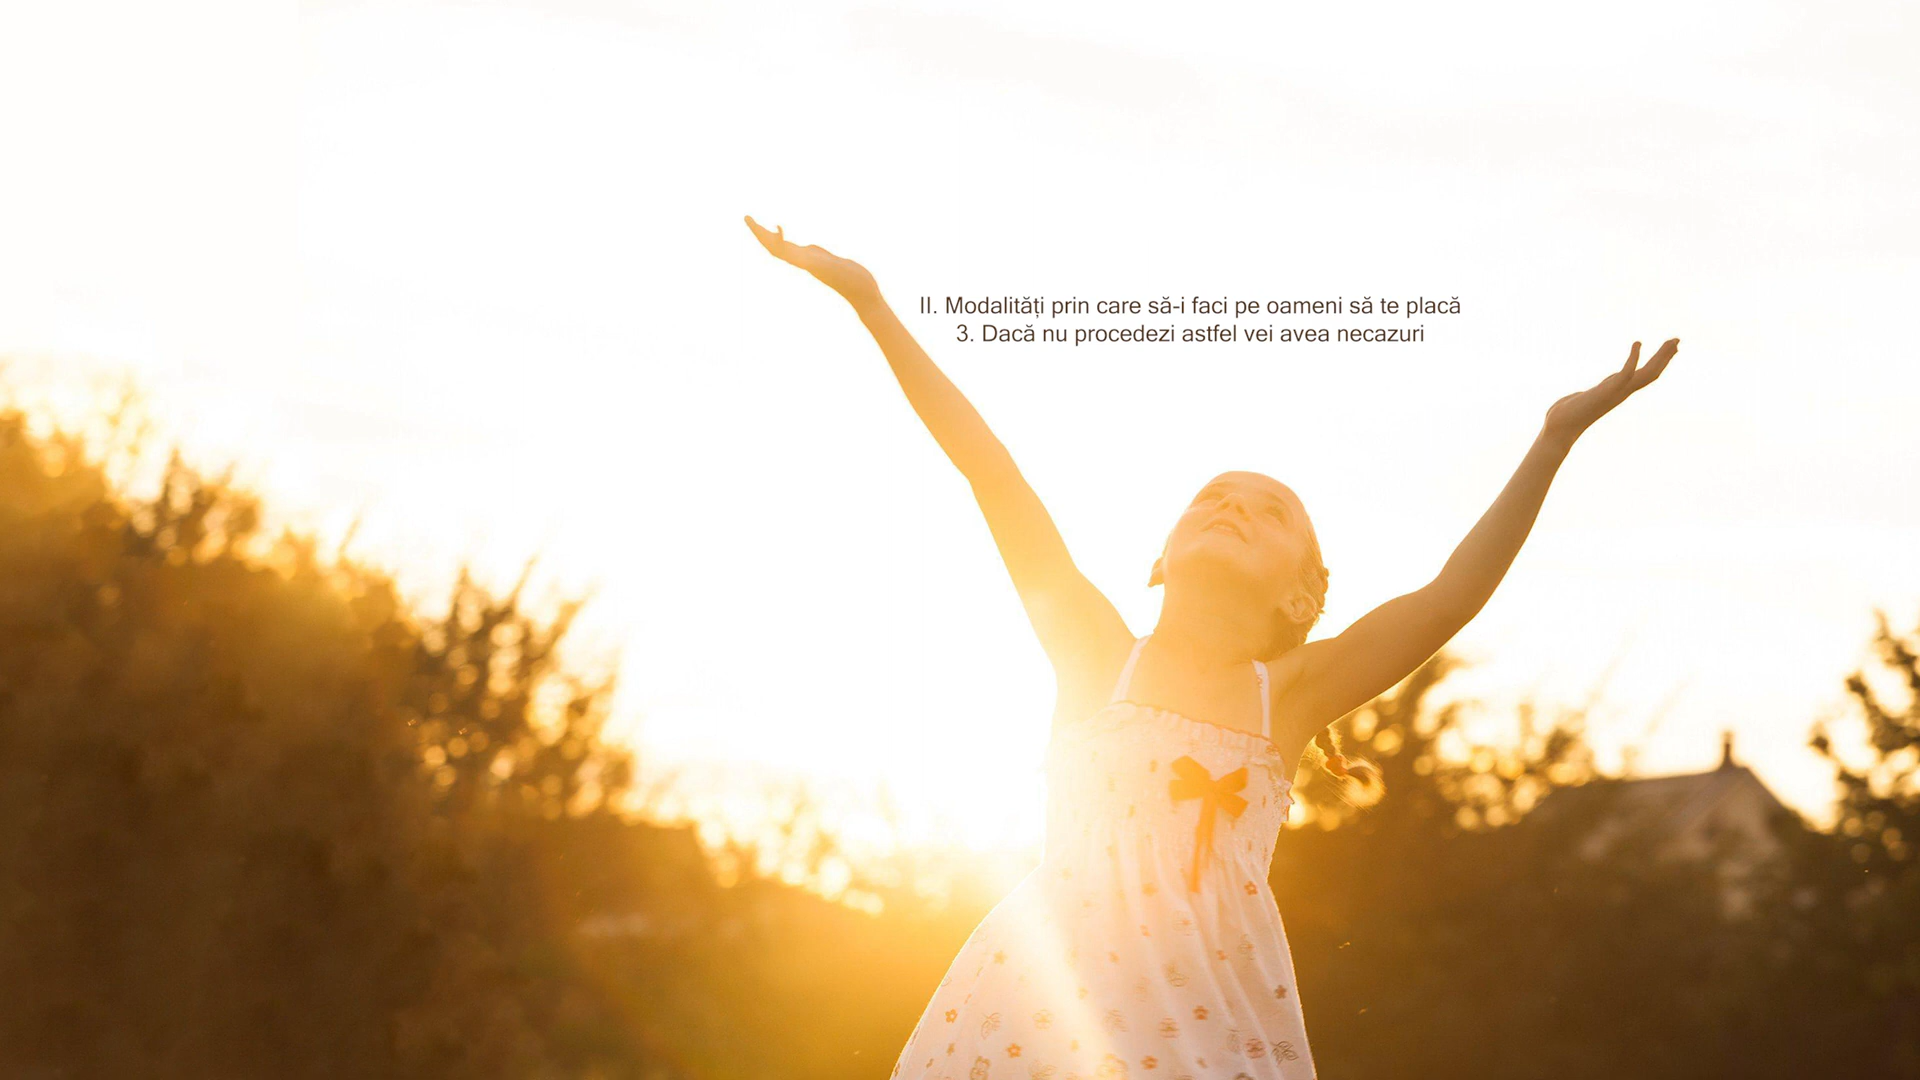 II. Modalități prin care să-i faci pe oameni să te placă
3. Dacă nu procedezi astfel vei avea necazuri